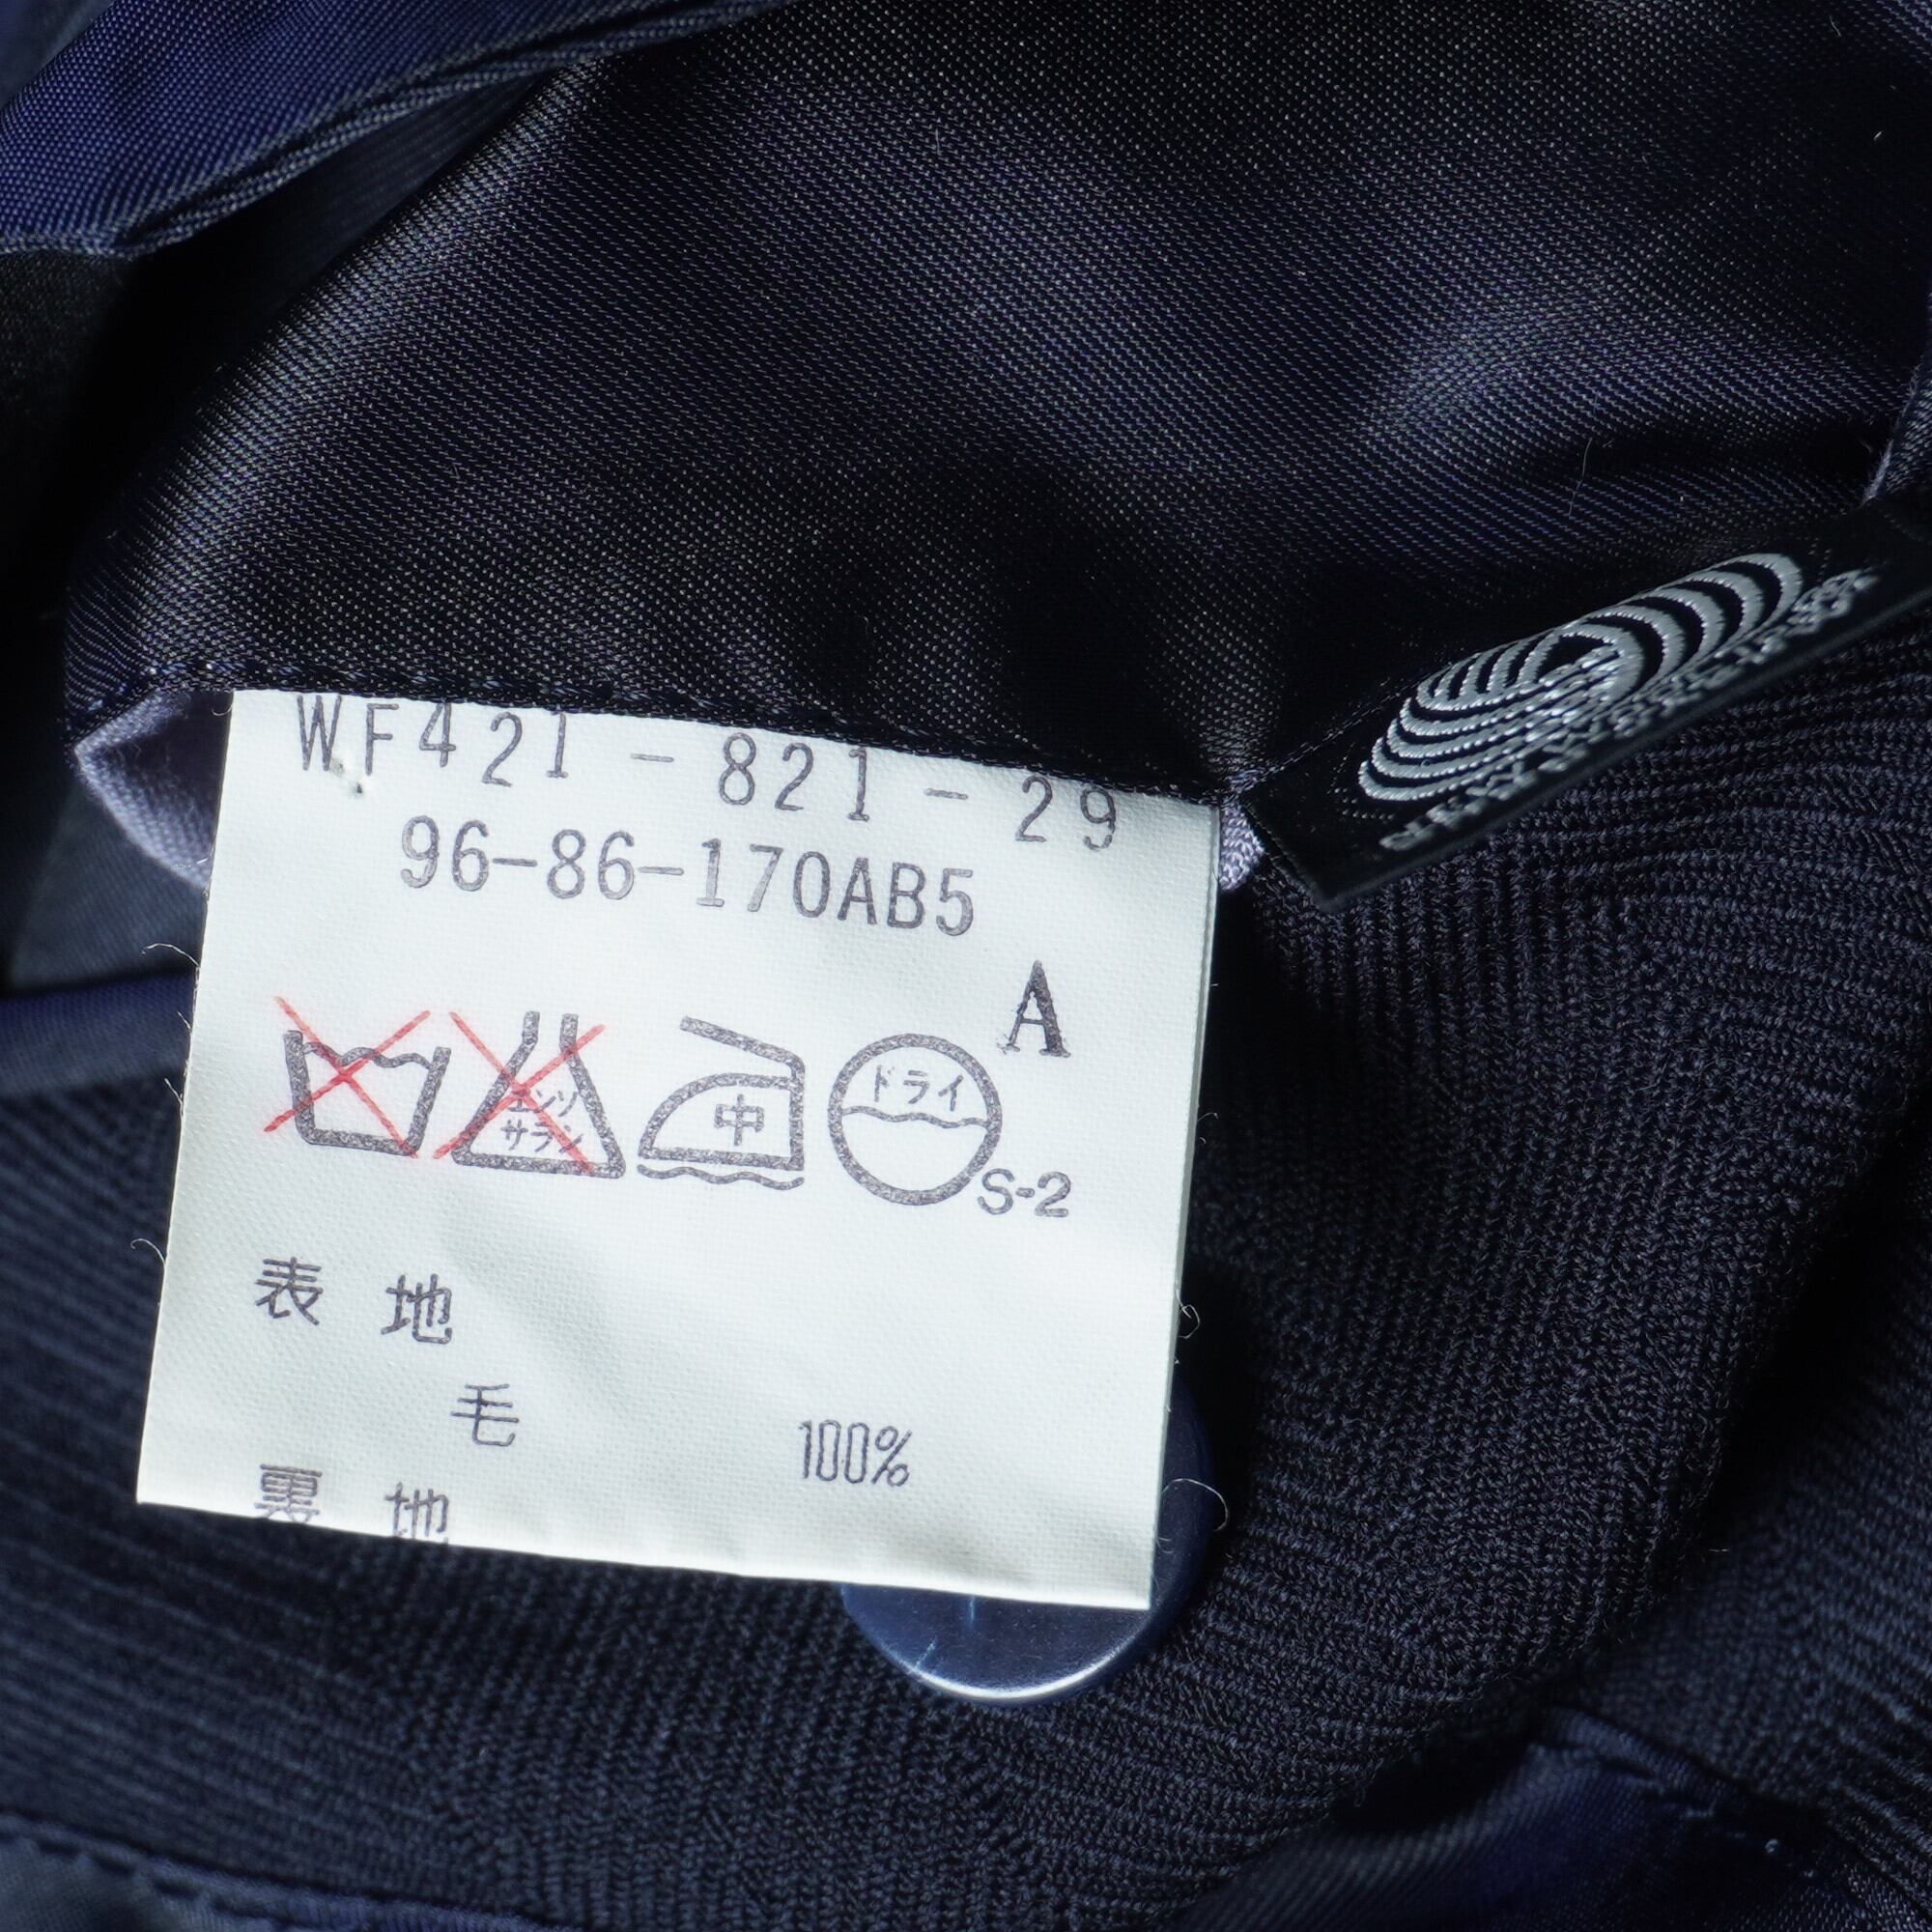 WF421-821-29
96-86-170AB5
A
エンソ
サラシ
中
ドライ
S-2
表地
毛 100%
裏地